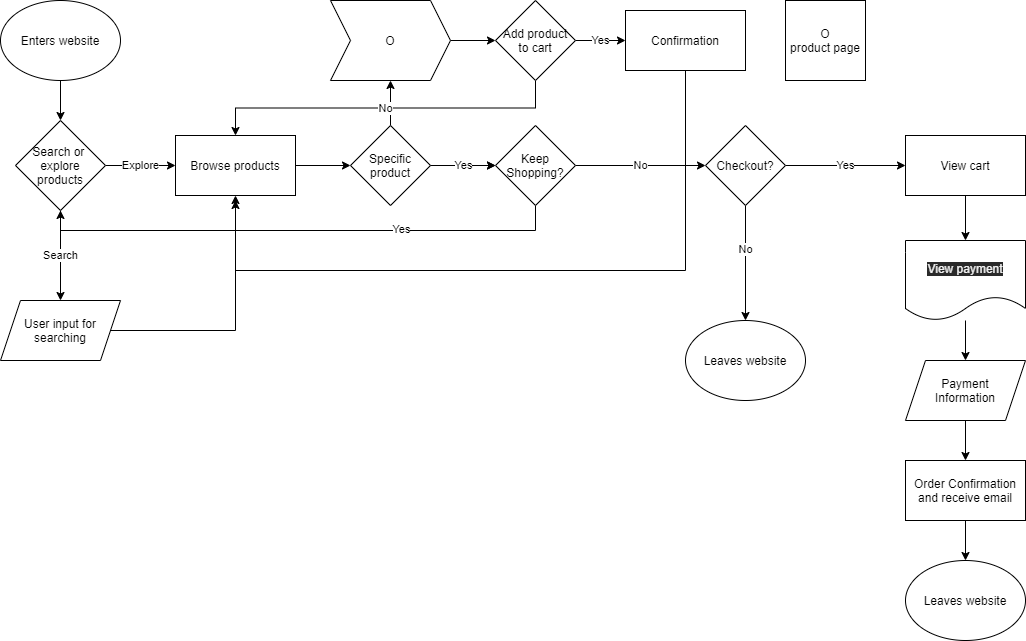 Enters website
O
Add product
to cart
Yes
Confirmation
O
product page
No
Search or
explore
products
Explore
Browse products
Specific
product
Yes
Keep
Shopping?
No
Checkout?
Yes
View cart
Yes
Search
No
View payment
User input for
searching
Leaves website
Payment
Information
Order Confirmation
and receive email
Leaves website